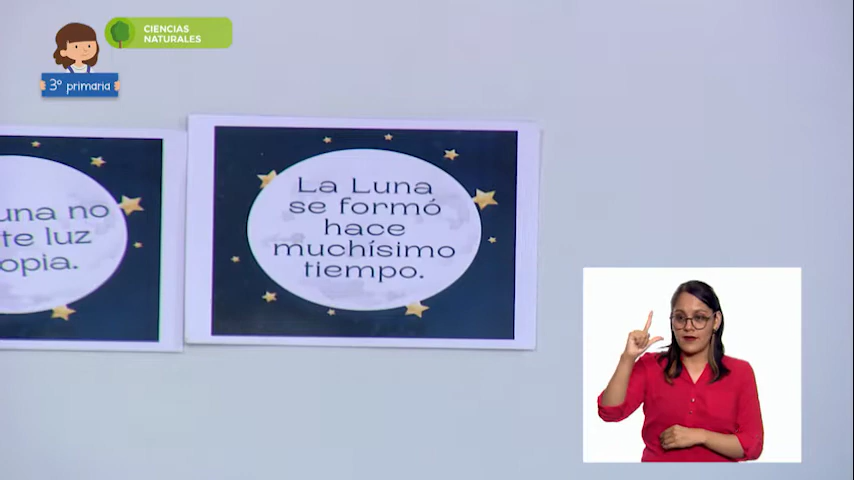 CIENCIAS
NATURALES
3° primaria
una no
te luz
opia.
La Luna
se formó
hace
muchísimo
tiempo.